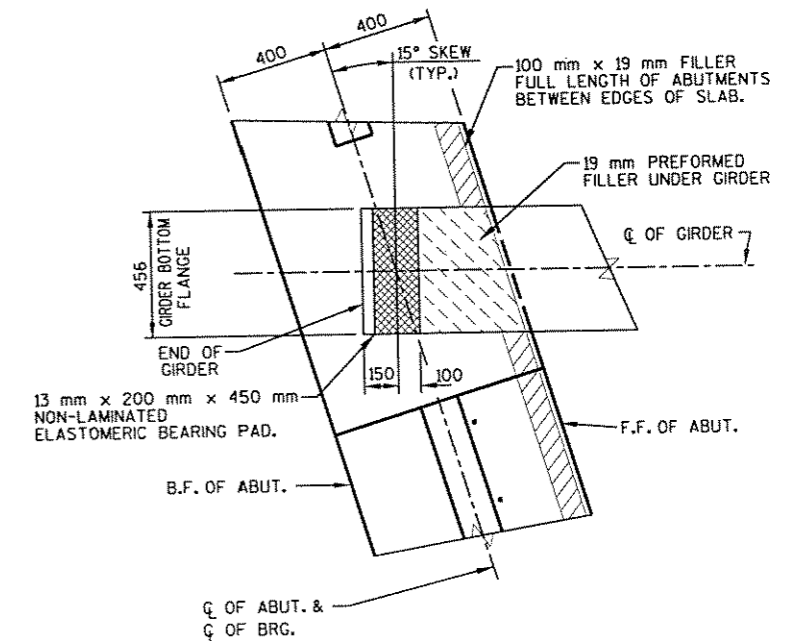 400
400
15° SKEW
(TYP.)
100 mm x 19 mm FILLER
FULL LENGTH OF ABUTMENTS
BETWEEN EDGES OF SLAB.
19 mm PREFORMED
FILLER UNDER GIRDER
℄ OF GIRDER
456
GIRDER BOTTOM
FLANGE
END OF
GIRDER
150
100
13 mm x 200 mm x 450 mm
NON-LAMINATED
ELASTOMERIC BEARING PAD.
F.F. OF ABUT.
B.F. OF ABUT.
℄ OF ABUT. &
℄ OF BRG.